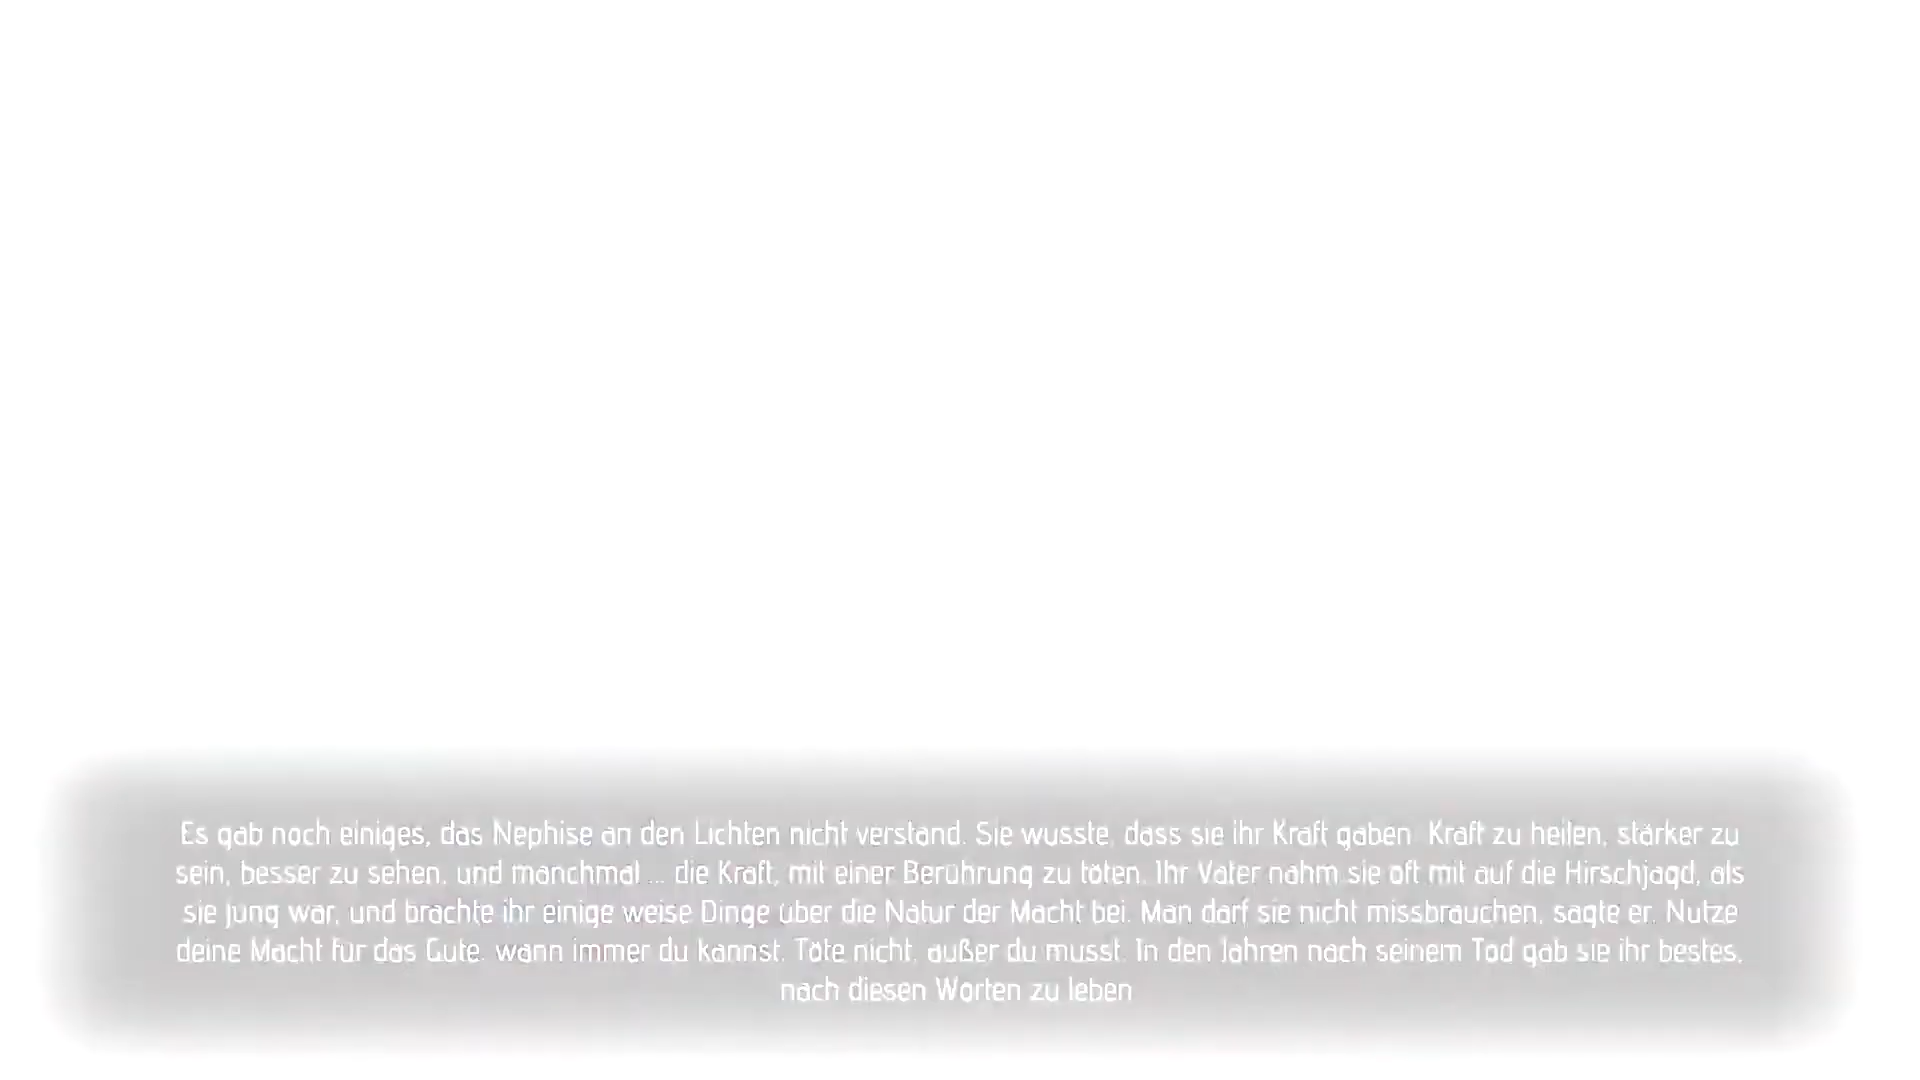 Es gab noch einiges, das Nephise an den Lichten nicht verstand. Sie wusste, dass sie ihr Kraft gaben. Kraft zu heilen, stärker zu
sein, besser zu sehen, und manchmal ... die Kraft, mit einer Berührung zu töten. Ihr Vater nahm sie oft mit auf die Hirschjagd, als
sie jung war, und brachte ihr einige weise Dinge über die Natur der Macht bei. Man darf sie nicht missbrauchen, sagte er. Nutze
deine Macht für das Gute, wann immer du kannst. Töte nicht, außer du musst. In den Jahren nach seinem Tod gab sie ihr bestes,
nach diesen Worten zu leben